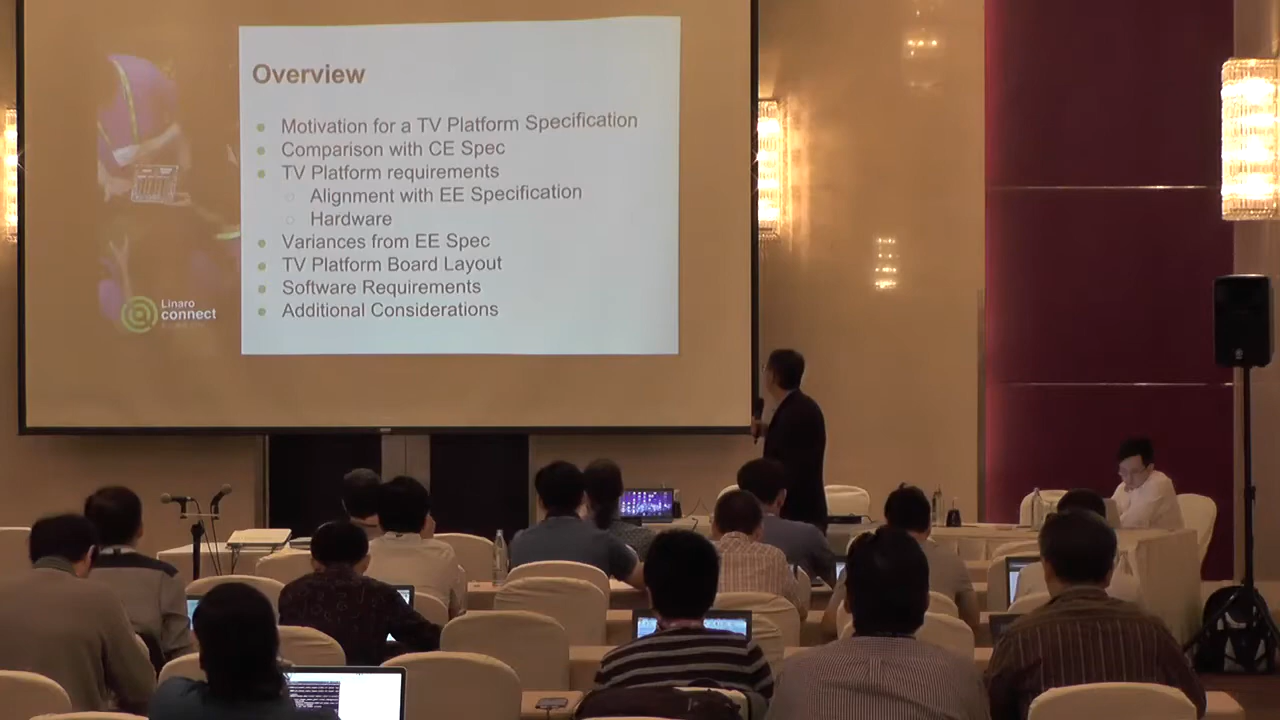 Overview
Motivation for a TV Platform Specification
Comparison with CE Spec
TV Platform requirements
Alignment with EE Specification
Hardware
Variances from EE Spec
TV Platform Board Layout
Software Requirements
Additional Considerations
Linaro
connect